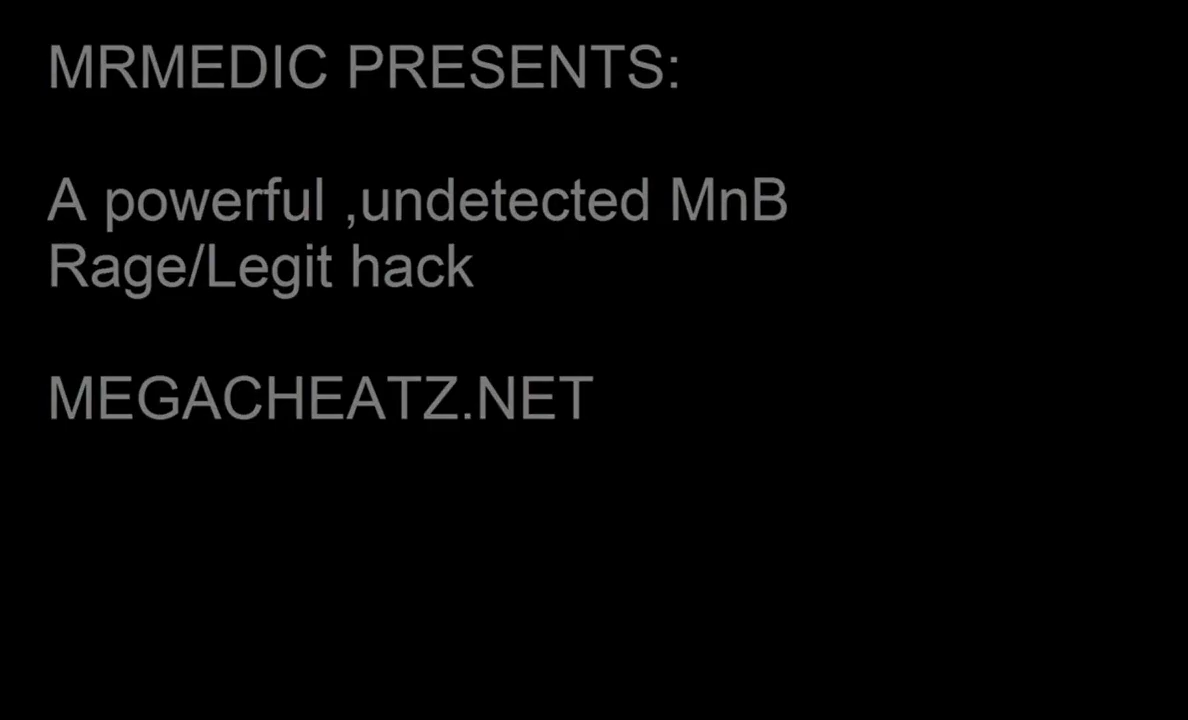 MRMEDIC PRESENTS:
A powerful ,undetected MnB
Rage/Legit hack
MEGACHEATZ.NET